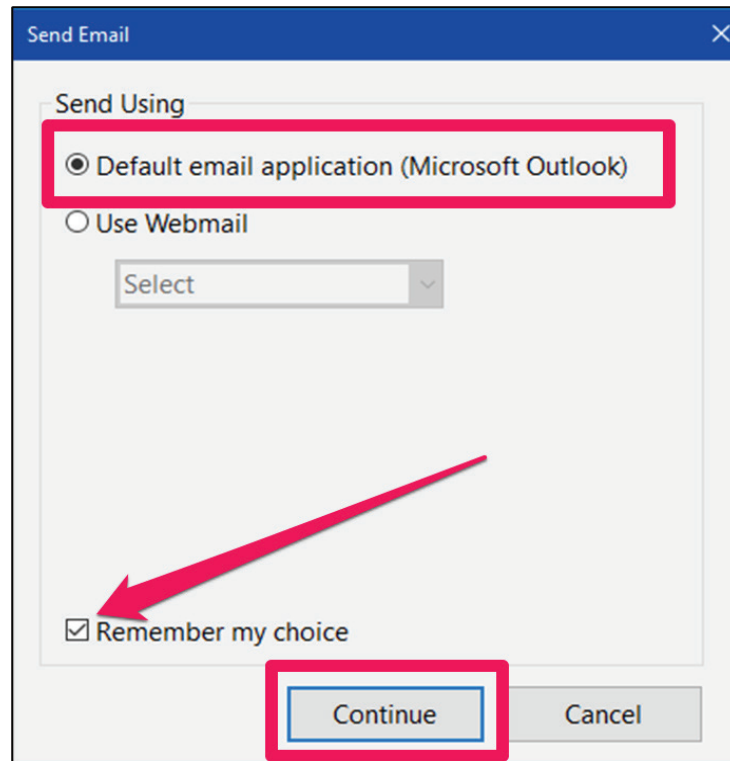 Send Email
Send Using
Default email application (Microsoft Outlook)
Use Webmail
Select
Remember my choice
Continue
Cancel